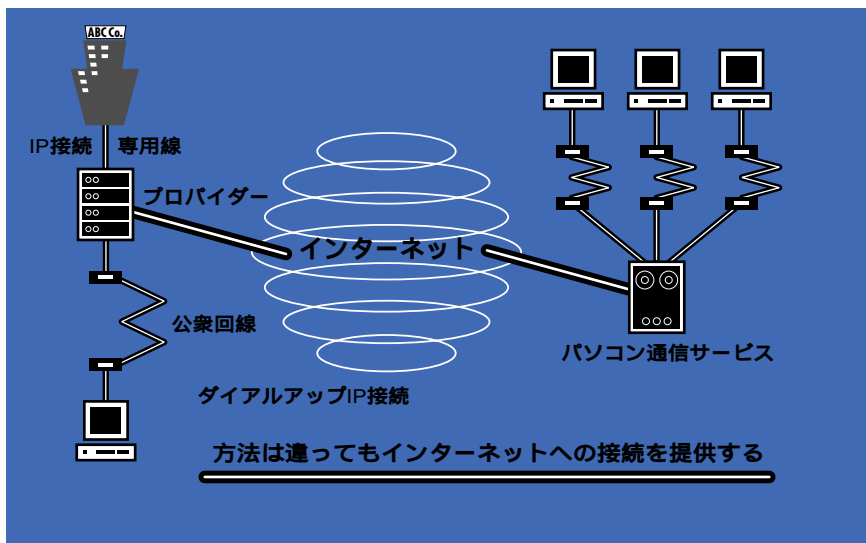 ABC Co.
IP接続 専用線
プロバイダー
インターネット
公衆回線
パソコン通信サービス
ダイアルアップIP接続
方法は違ってもインターネットへの接続を提供する